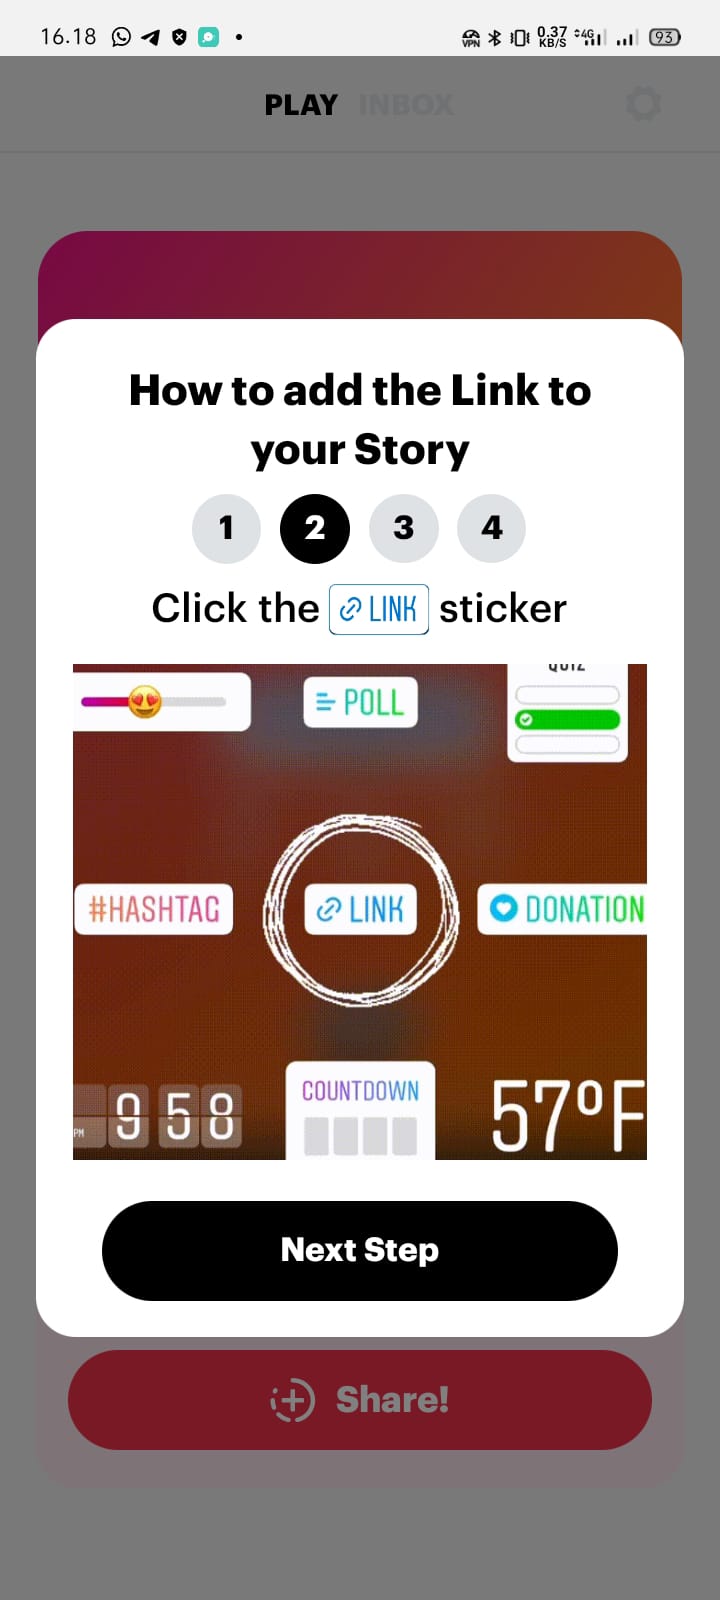 16.18
VPN 0.37 KB/S 4G 93
PLAY INBOX
How to add the Link to
your Story
1 2 3 4
Click the LINK sticker
POLL
QUIZ
#HASHTAG
LINK
DONATION
PM 9 58
COUNTDOWN
57°F
Next Step
Share!